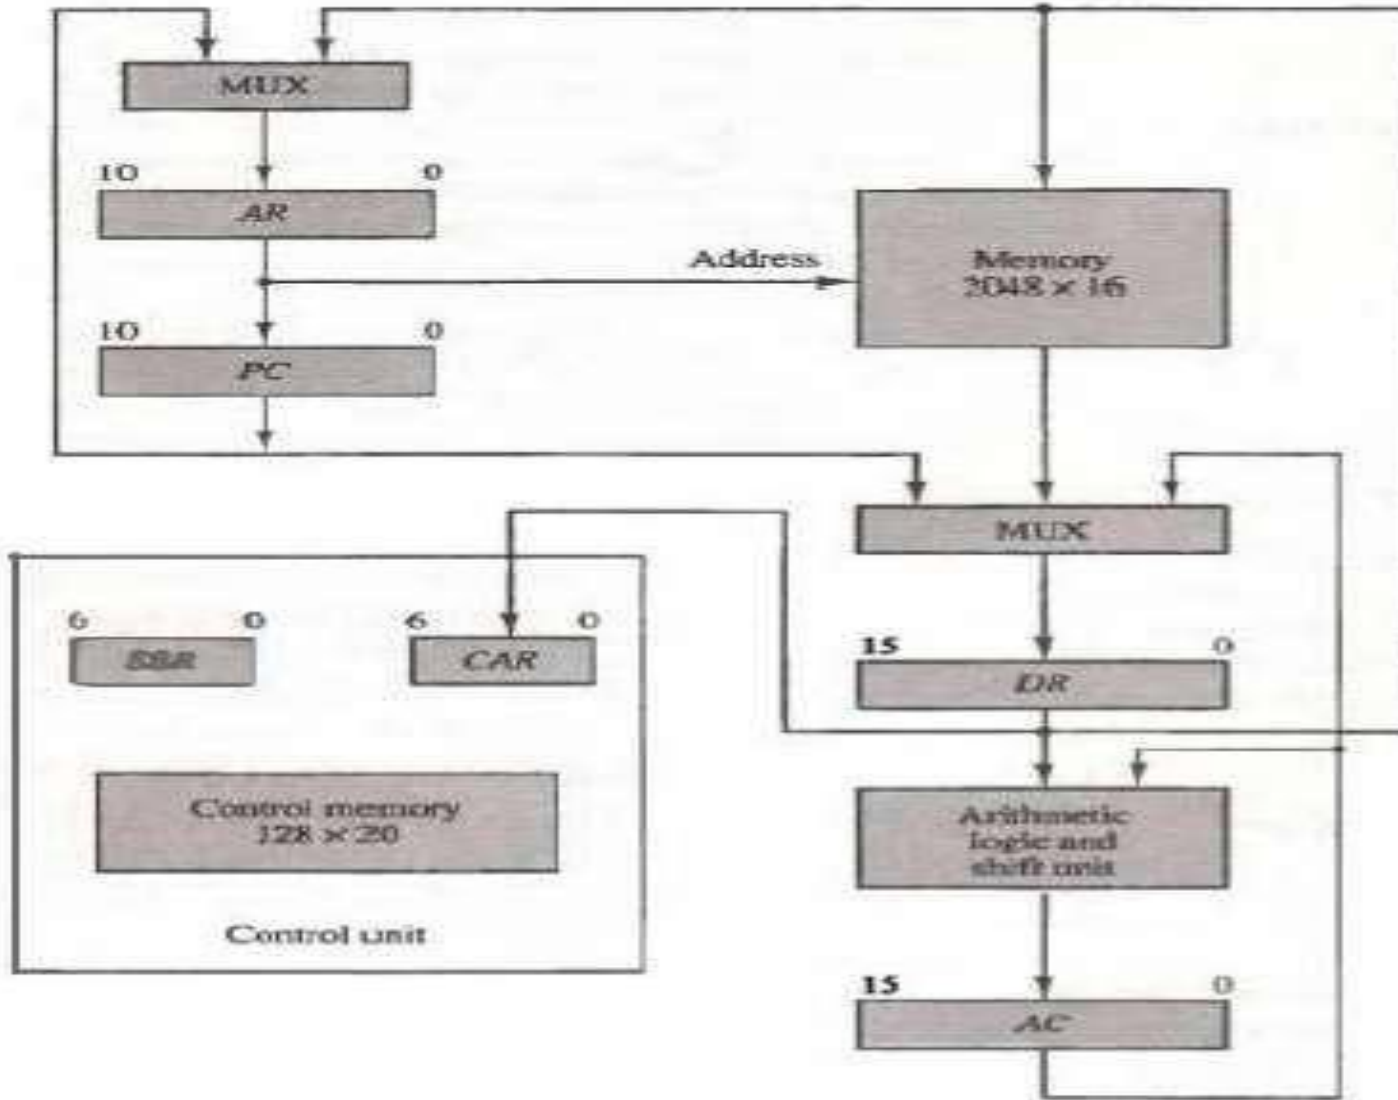 MUX
10 0
AR
Address
Memory
2048 × 16
10 0
PC
MUX
6 0
SBR
6 0
CAR
15 0
DR
Control memory
128 × 20
Arithmetic
logic and
shift unit
Control unit
15 0
AC